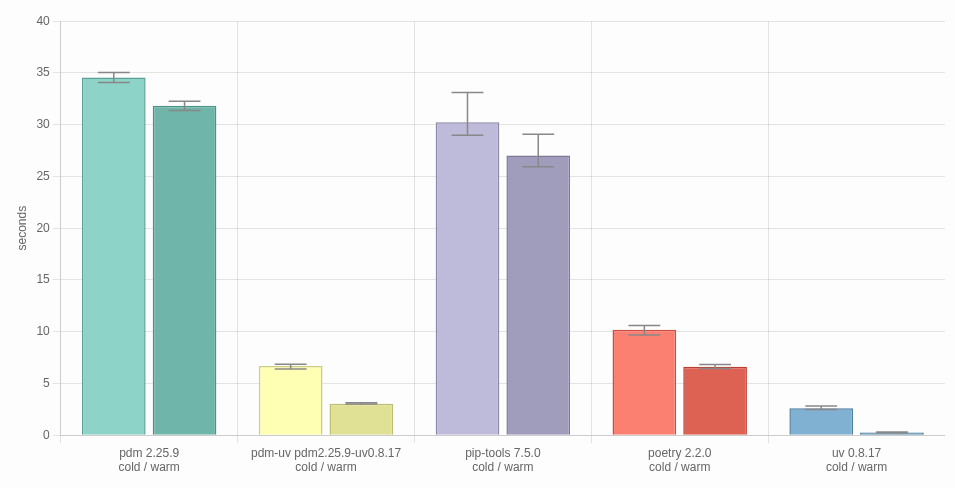 40
35
30
25
20
15
10
5
0
seconds
pdm 2.25.9
cold / warm
pdm-uv pdm2.25.9-uv0.8.17
cold / warm
pip-tools 7.5.0
cold / warm
poetry 2.2.0
cold / warm
uv 0.8.17
cold / warm